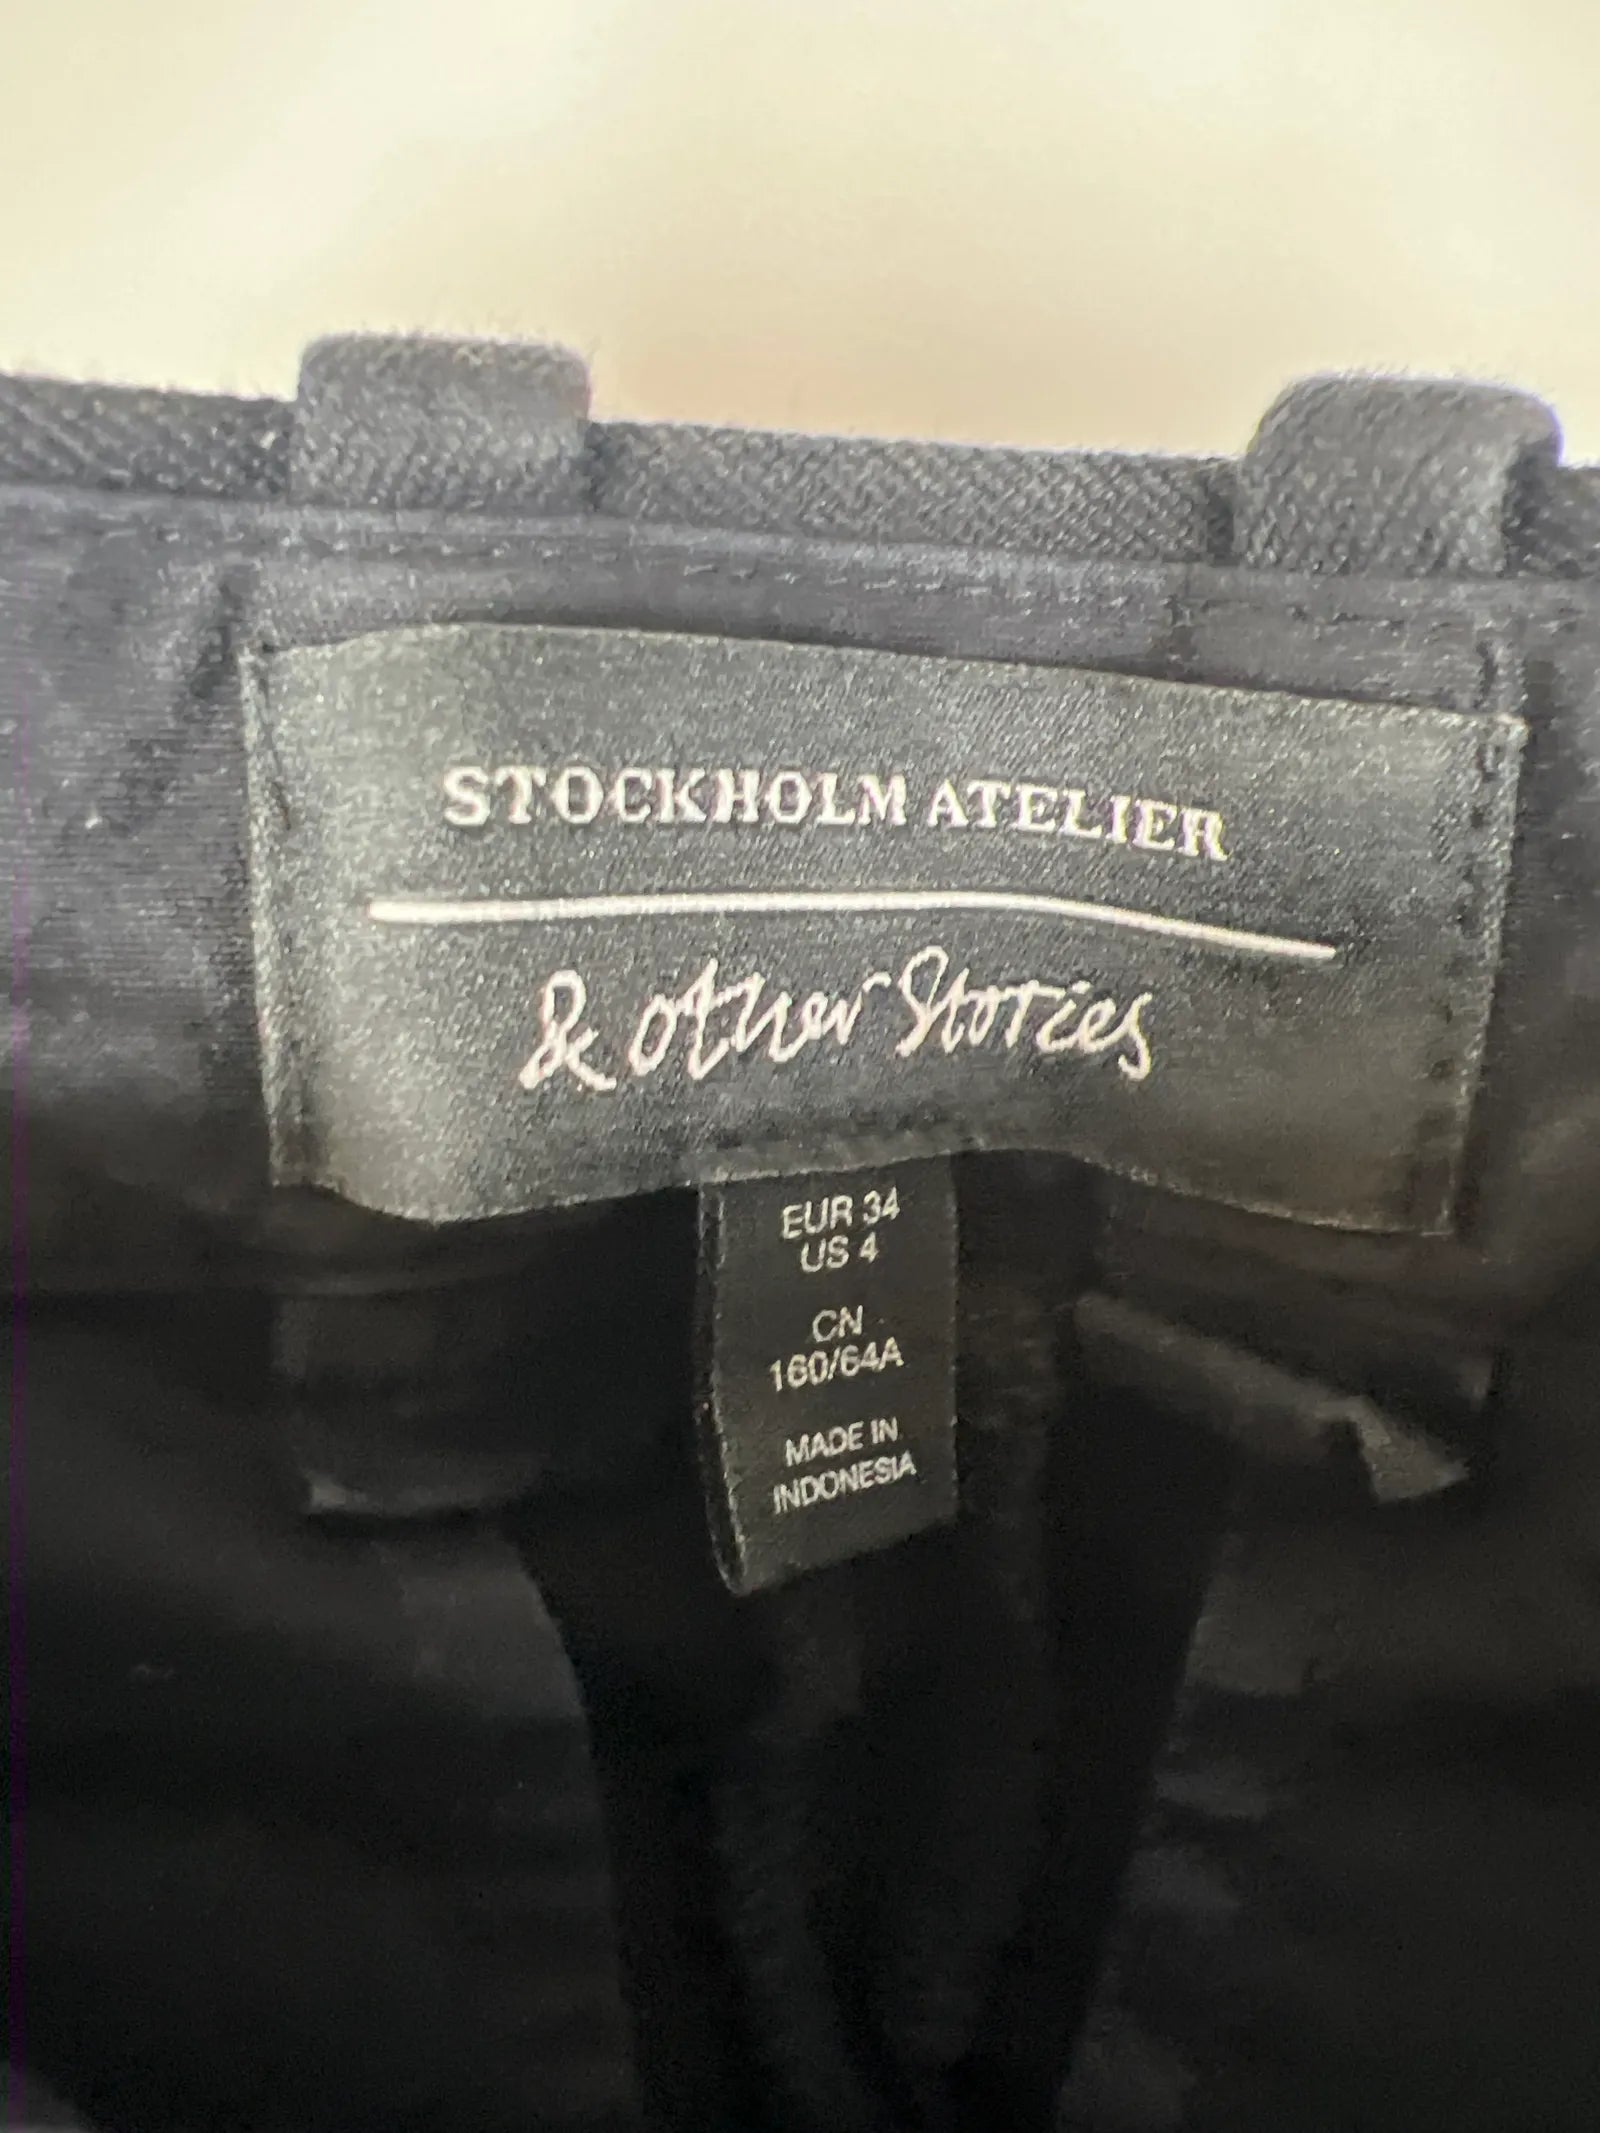 STOCKHOLM ATELIER
& other Stories
EUR 34
US 4
CN
160/64A
MADE IN
INDONESIA